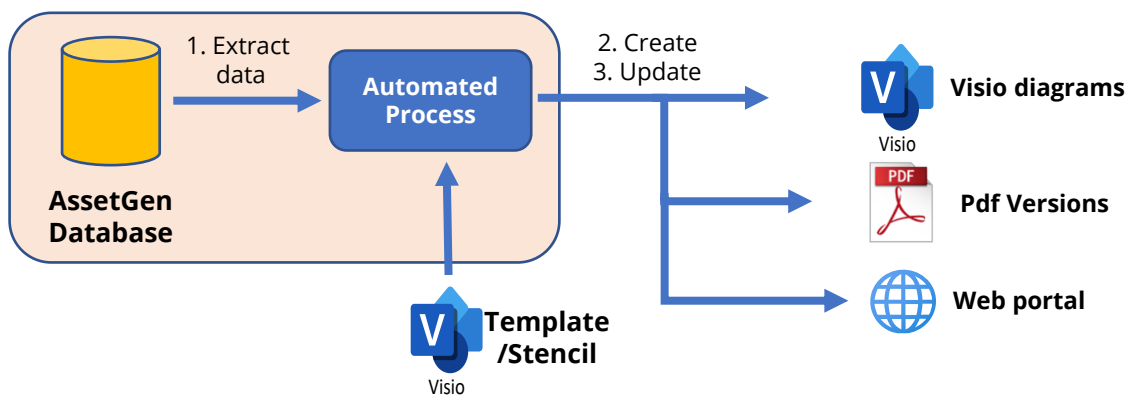 1. Extract
data
AssetGen
Database
Automated
Process
2. Create
3. Update
V
Visio
Visio diagrams
PDF
Pdf Versions
Web portal
V
Visio
Template
/Stencil